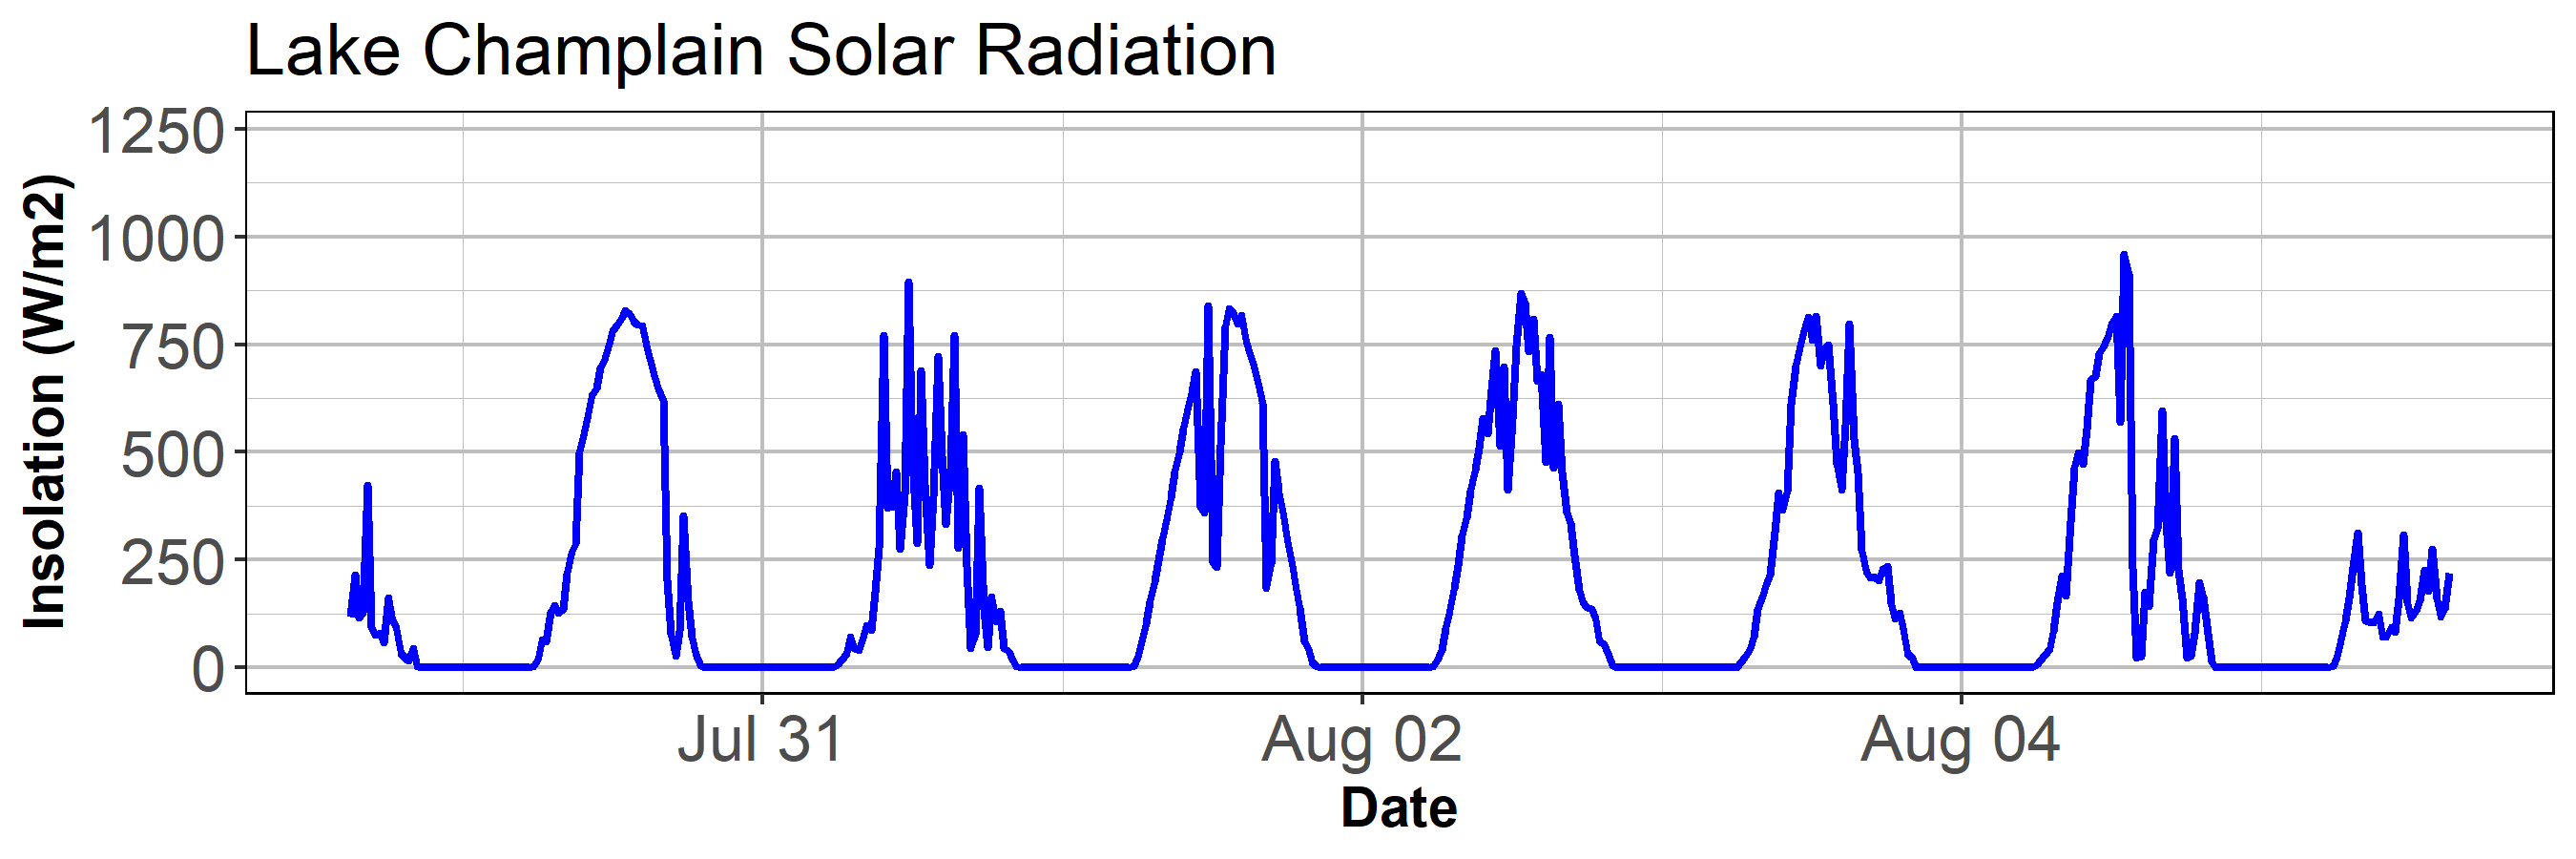 Lake Champlain Solar Radiation
Insolation (W/m2)
1250
1000
750
500
250
0
Jul 31 Aug 02 Aug 04
Date